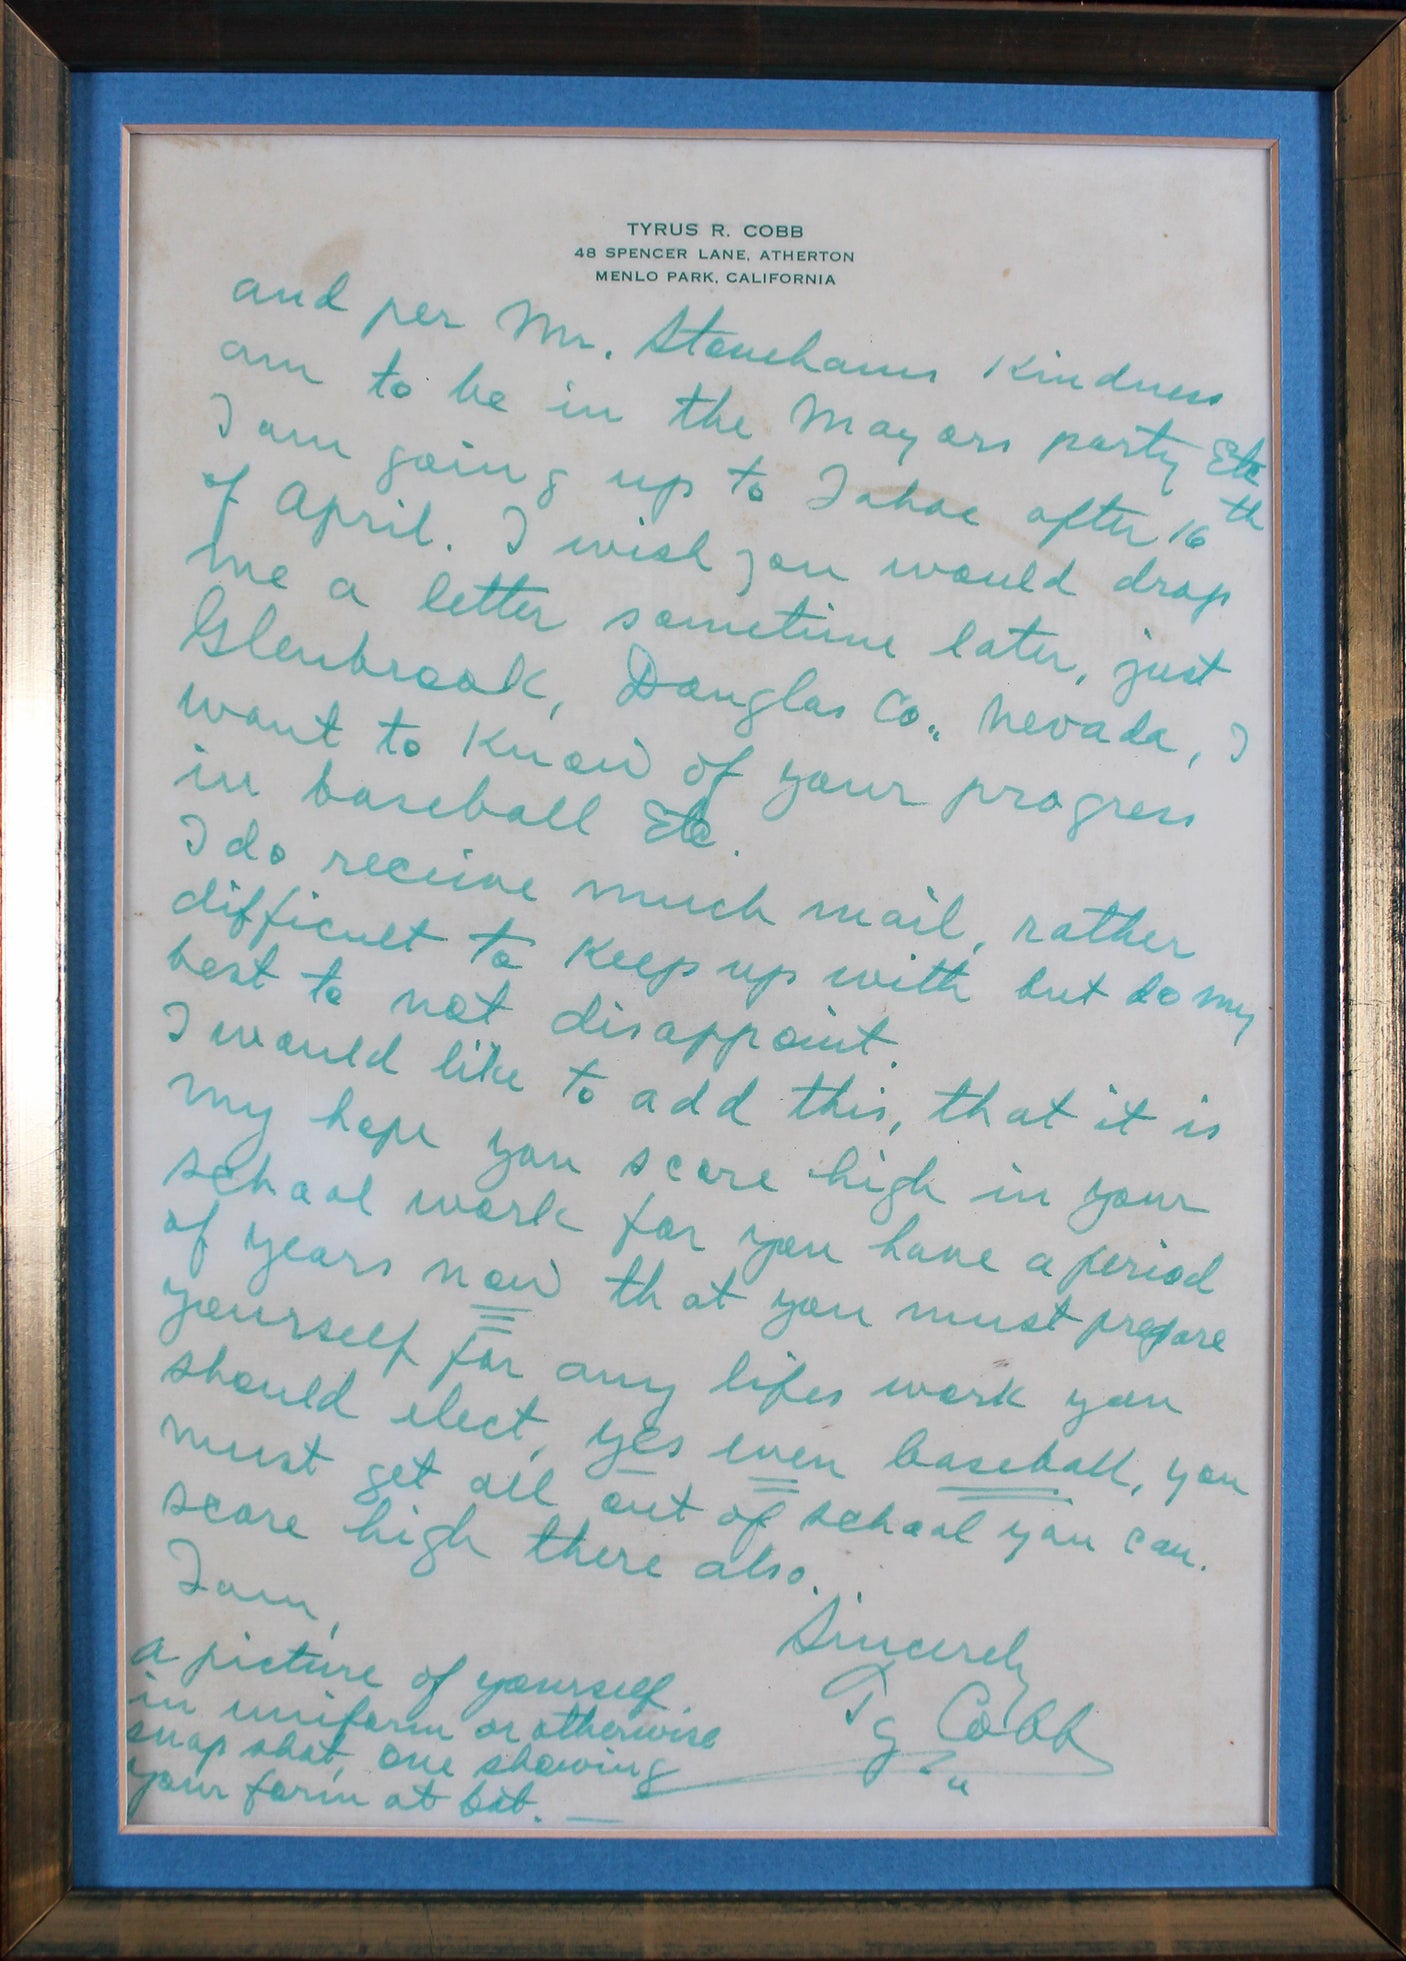 TYRUS R. COBB
48 SPENCER LANE, ATHERTON
MENLO PARK, CALIFORNIA
and per Mr. Stonehams Kindness
am to be in the Mayors party Etc
I am going up to Tahoe after 16th
of April. I wish you would drop
me a letter sometime later, just
Glenbrook, Douglas Co., Nevada, I
want to Know of your progress
in baseball Etc.
I do receive much mail, rather
difficult to Keep up with but do my
best to not disappoint.
I would like to add this, that it is
my hope you score high in your
school work for you have a period
of years now that you must prepare
yourself for any lifes work you
should elect, yes even baseball, you
must get all out of school you can.
score high there also.
I am,
Sincerely
Ty Cobb
a picture of yourself
in uniform or otherwise
snap shot, one showing
your form at bat.